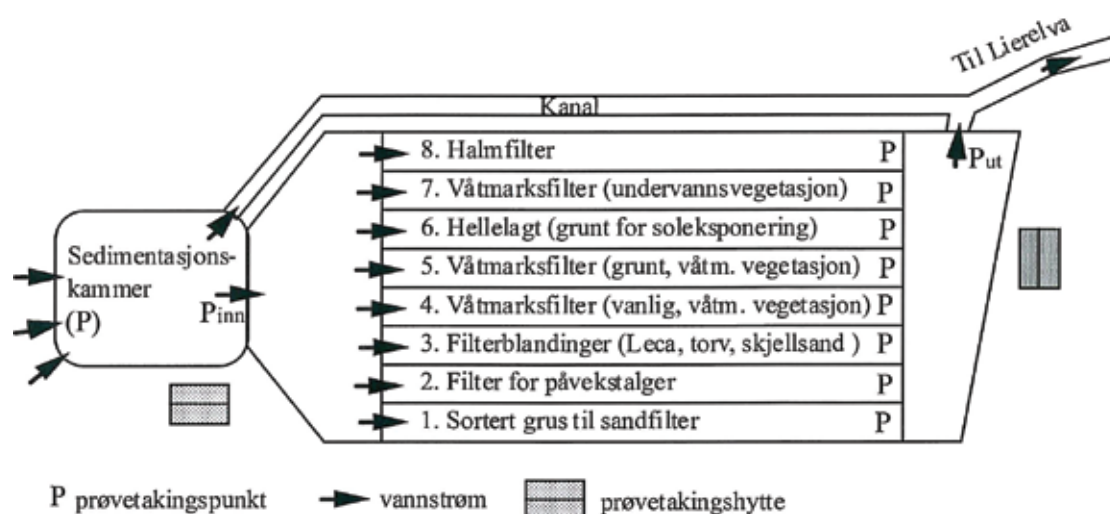 Til Lierelva
Kanal
8. Halmfilter P
P ut
7. Våtmarksfilter (undervannsvegetasjon) P
6. Hellelagt (grunt for soleksponering) P
Sedimentasjons-
kammer
(P)
P inn
5. Våtmarksfilter (grunt, våtm. vegetasjon) P
4. Våtmarksfilter (vanlig, våtm. vegetasjon) P
3. Filterblandinger (Leca, torv, skjellsand ) P
2. Filter for påvekstalger P
1. Sortert grus til sandfilter P
P prøvetakingspunkt
vannstrøm
prøvetakingshytte